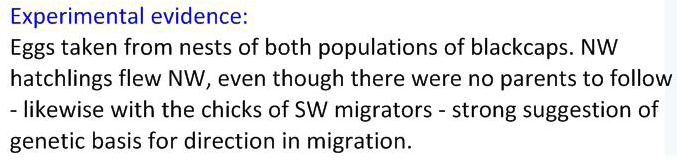 Experimental evidence:
Eggs taken from nests of both populations of blackcaps. NW
hatchlings flew NW, even though there were no parents to follow
- likewise with the chicks of SW migrators - strong suggestion of
genetic basis for direction in migration.